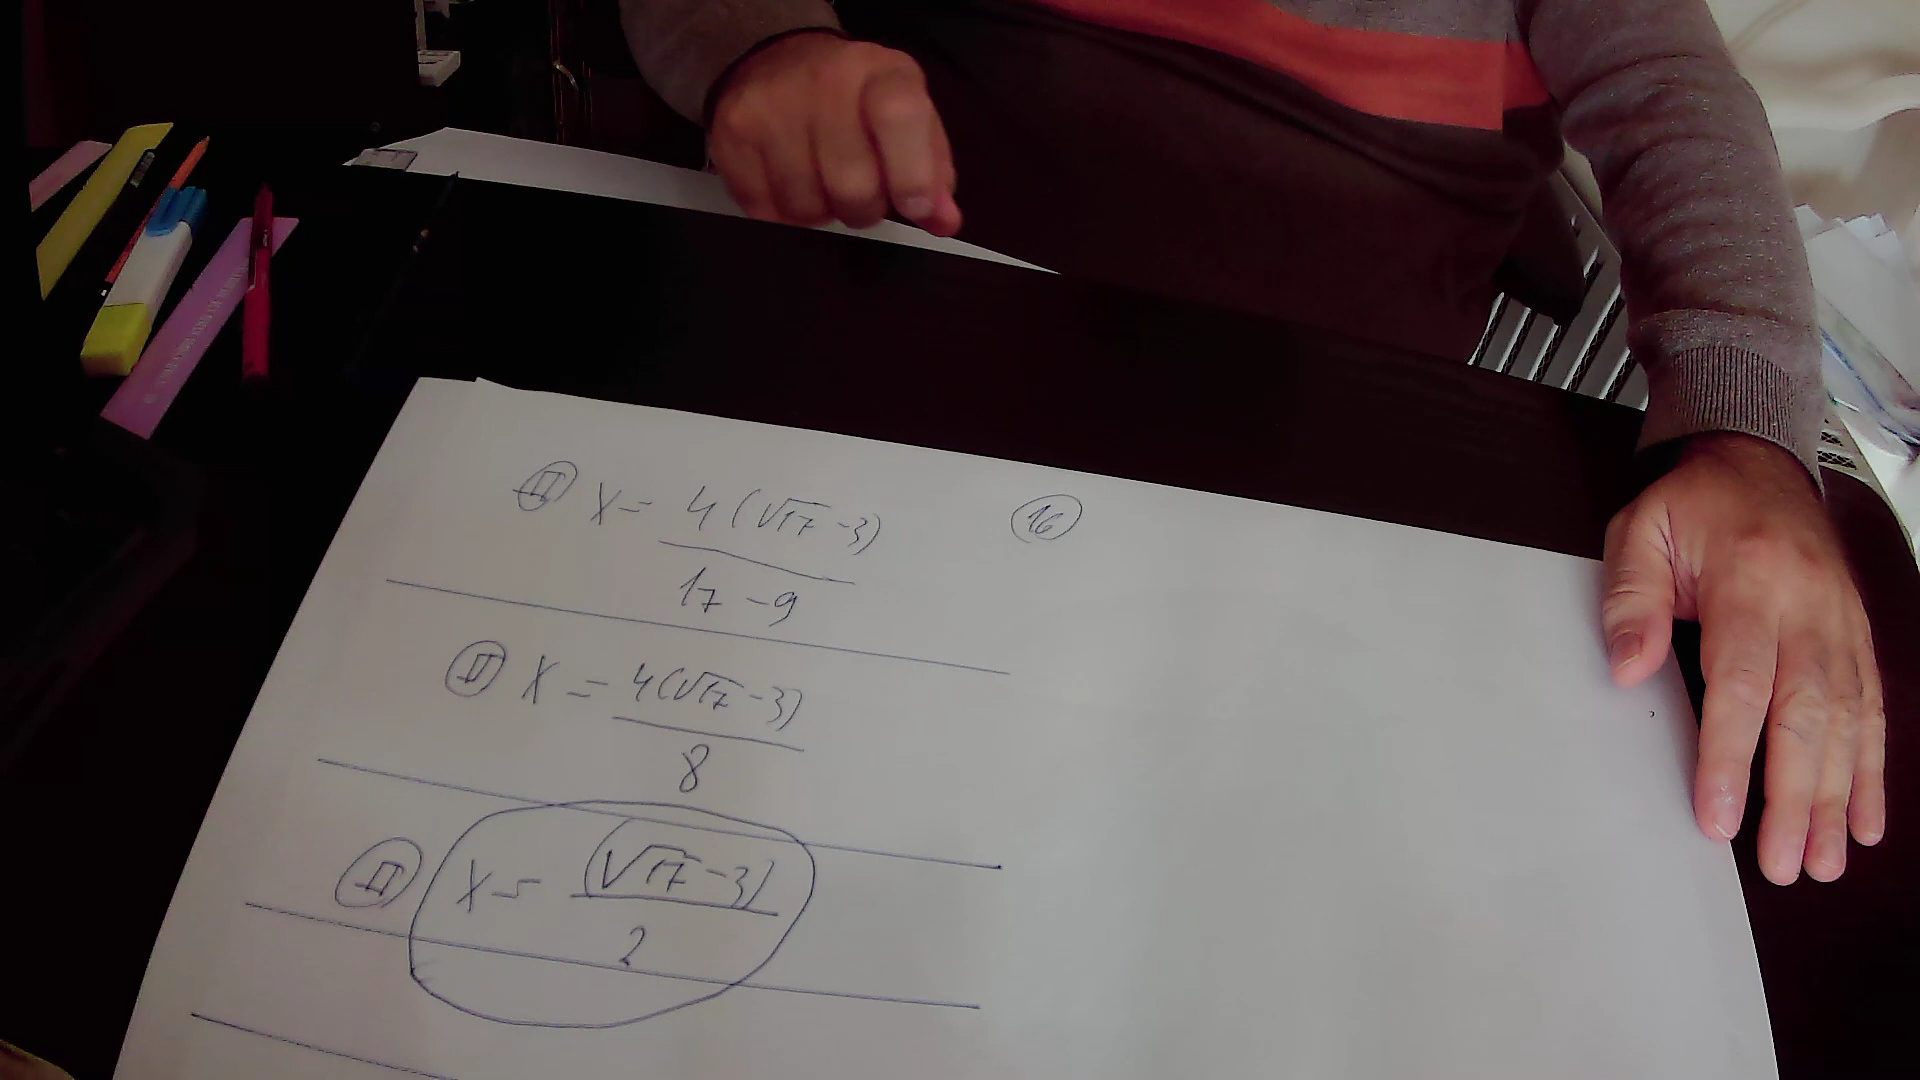 II x = 4(√17 - 3) / 17 - 9
16
II x = 4(√17 - 3) / 8
II x = (√17 - 3) / 2